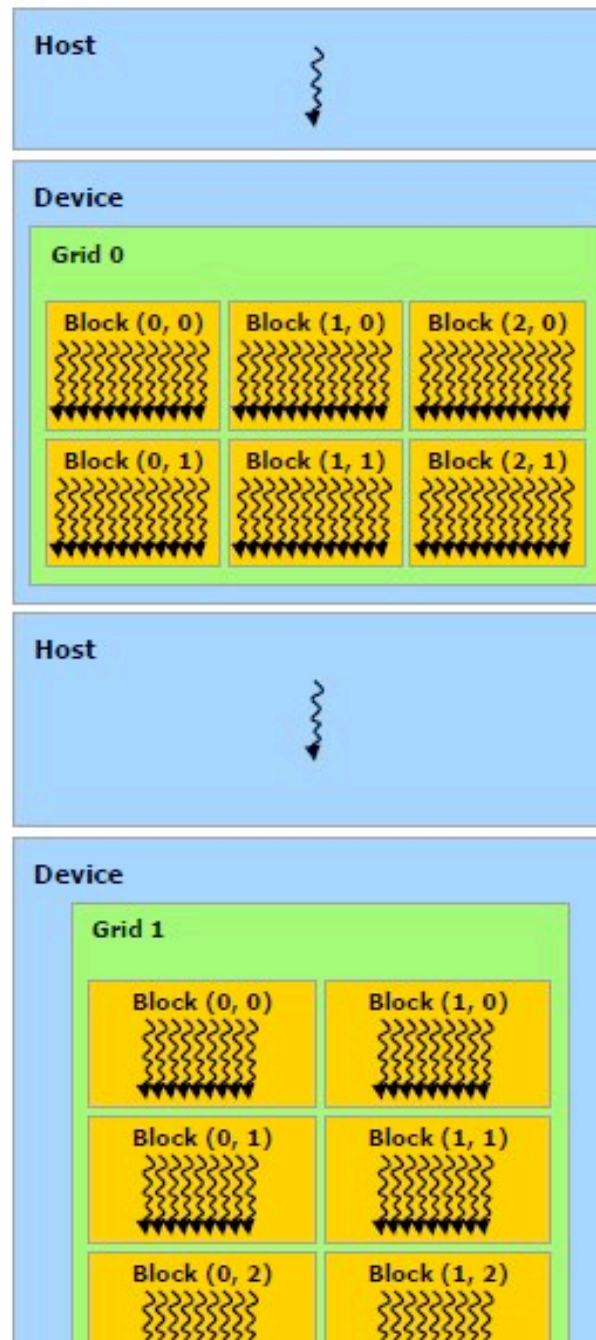 Host
Device
Grid 0
Block (0, 0) Block (1, 0) Block (2, 0)
Block (0, 1) Block (1, 1) Block (2, 1)
Host
Device
Grid 1
Block (0, 0) Block (1, 0)
Block (0, 1) Block (1, 1)
Block (0, 2) Block (1, 2)